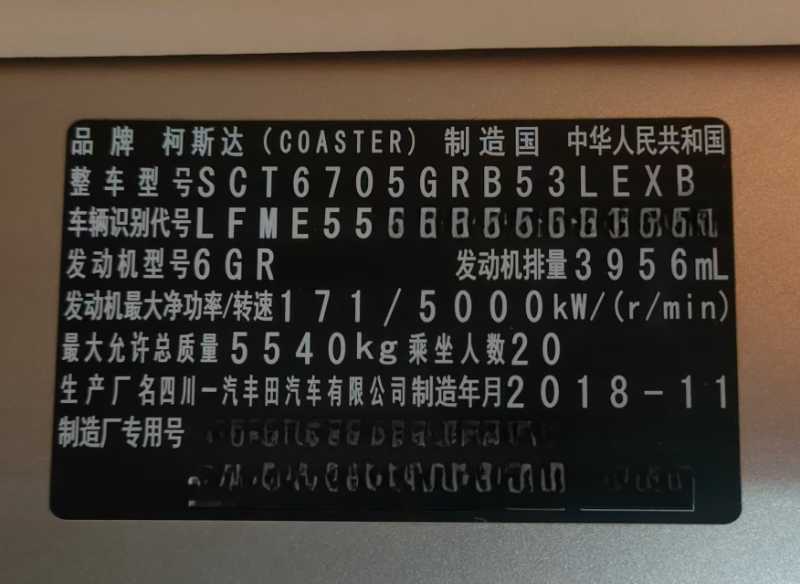 品牌 柯斯达(COASTER) 制造国 中华人民共和国
整车型号SCT6705GRB53LEXB
车辆识别代号LFME55
发动机型号6GR 发动机排量3956mL
发动机最大净功率/转速171/5000kW/(r/min)
最大允许总质量5540kg乘坐人数20
生产厂名四川一汽丰田汽车有限公司制造年月2018-11
制造厂专用号